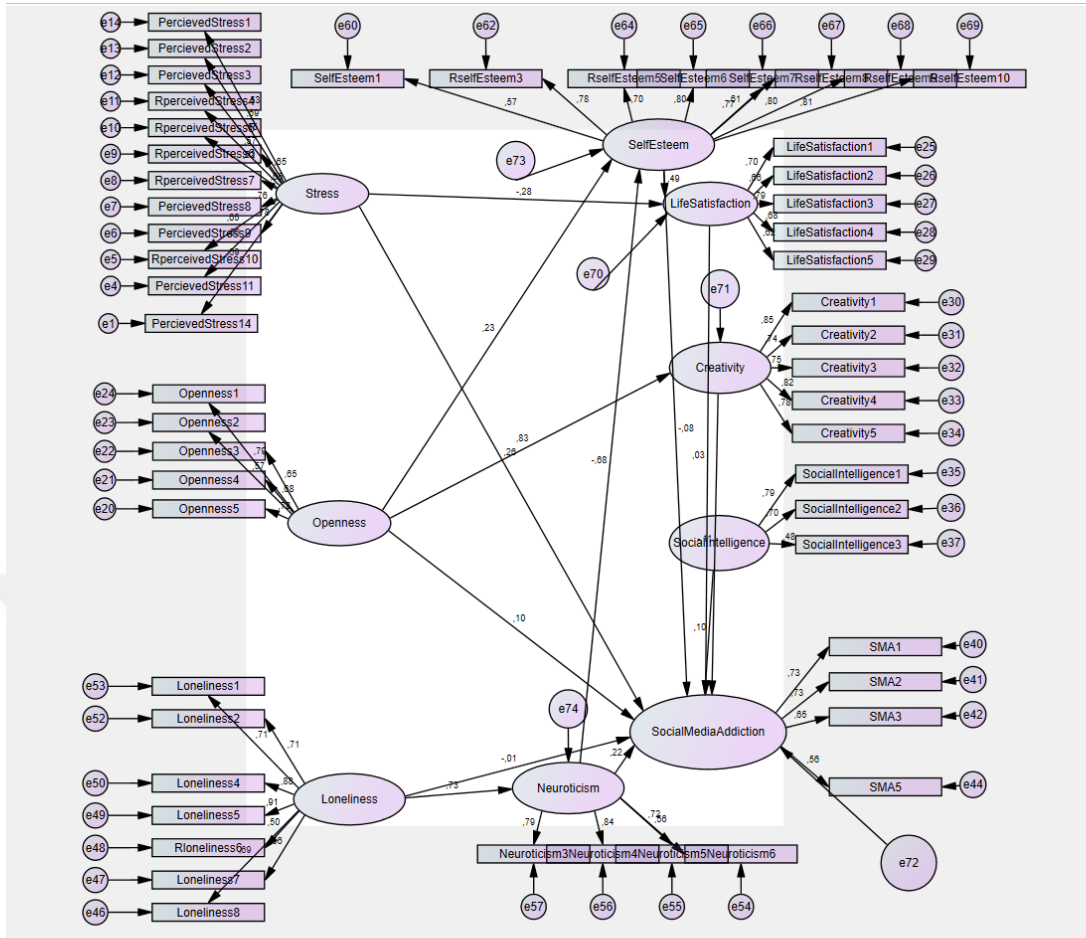 e14 PercievedStress1
e13 PercievedStress2
e12 PercievedStress3
e11
e10
e9
e8 RperceivedStress7
e7 PercievedStress8
e6 PercievedStress9
e5 RperceivedStress10
e4 PercievedStress11
e1 PercievedStress14
,65
,76
Stress
e60 e62 e64 e65 e66 e67 e68 e69
SelfEsteem1 RselfEsteem3
,57 ,78 ,70 ,80 ,80 ,81
SelfEsteem
e73
,49
-,28
LifeSatisfaction
e70
,70
LifeSatisfaction1 e25
LifeSatisfaction2 e26
LifeSatisfaction3 e27
LifeSatisfaction4 e28
LifeSatisfaction5 e29
e71
Creativity
,85
,74
,75
,82
,78
Creativity1 e30
Creativity2 e31
Creativity3 e32
Creativity4 e33
Creativity5 e34
,23
,83
,26
-,68
-,08
,03
e24 Openness1
e23 Openness2
e22 Openness3
e21 Openness4
e20 Openness5
,65
,57
Openness
SocialIntelligence
,79
,70
,48
SocialIntelligence1 e35
SocialIntelligence2 e36
SocialIntelligence3 e37
,10
,10
SocialMediaAddiction
,73
,73
,65
,56
SMA1 e40
SMA2 e41
SMA3 e42
SMA5 e44
e72
e53 Loneliness1
e52 Loneliness2
e50 Loneliness4
e49 Loneliness5
e48 Rloneliness6
e47 Loneliness7
e46 Loneliness8
,71
,71
,91
,50
Loneliness
-,01
,73
,22
e74
Neuroticism
,79 ,84
Neuroticism3 Neuroticism4 Neuroticism5 Neuroticism6
e57 e56 e55 e54